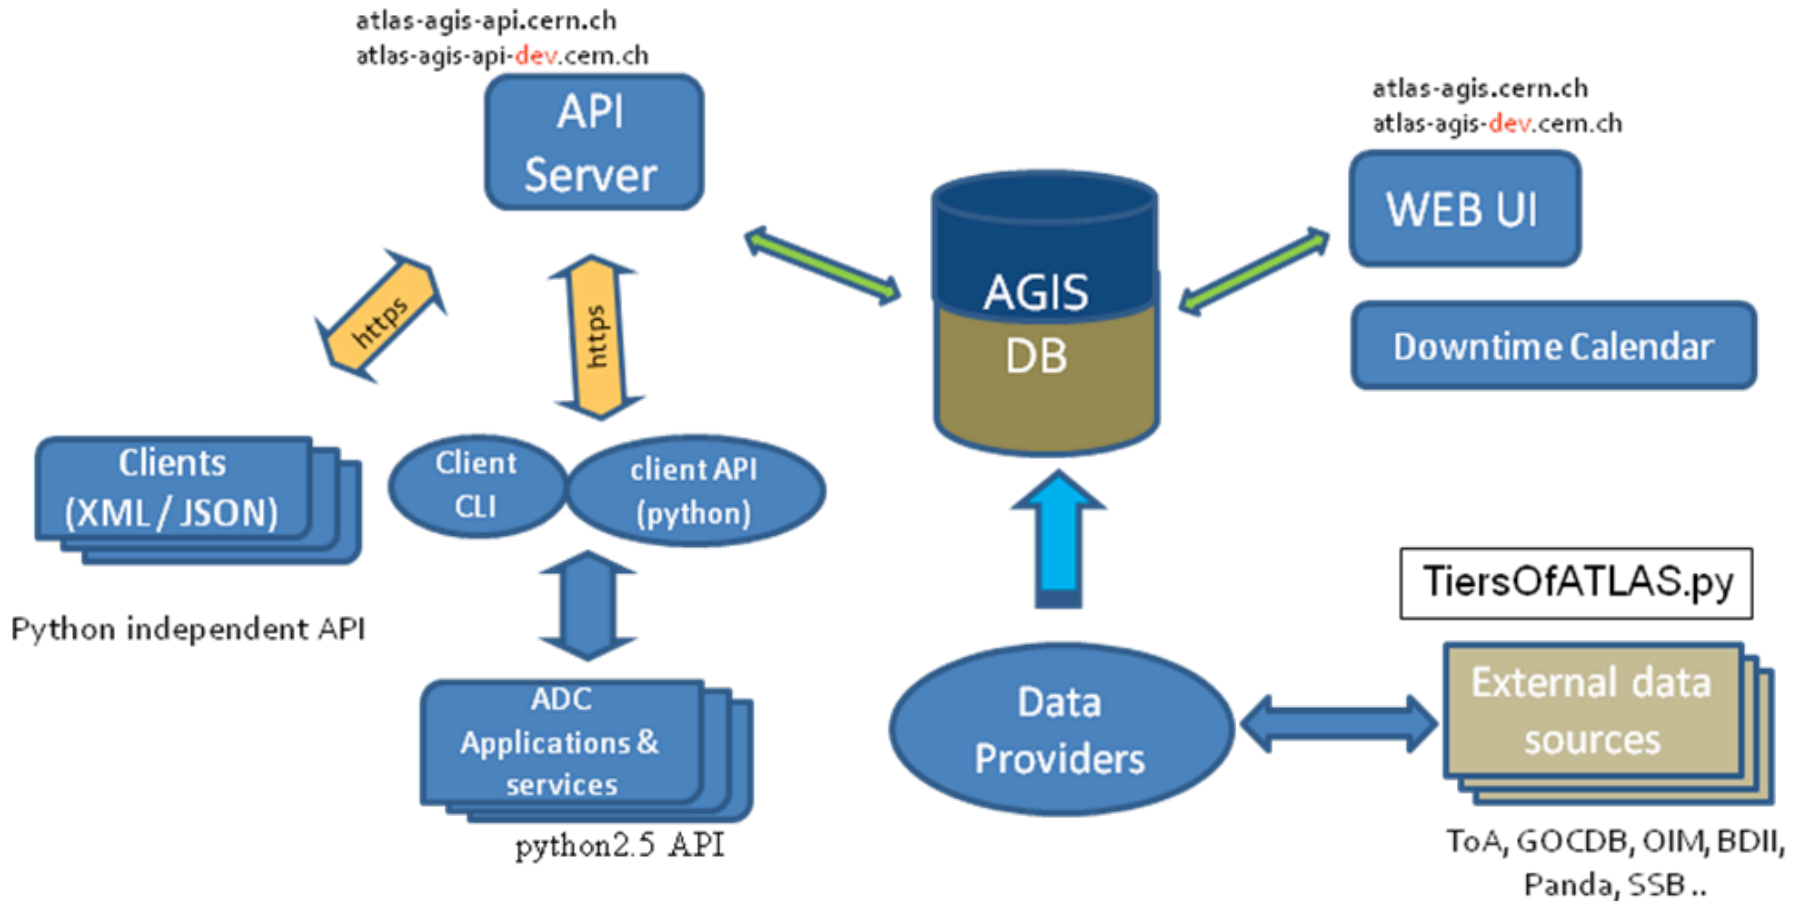 atlas-agis-api.cern.ch
atlas-agis-api-dev.cern.ch
API
Server
atlas-agis.cern.ch
atlas-agis-dev.cern.ch
WEB UI
Downtime Calendar
AGIS
DB
https
https
Clients
(XML / JSON)
Python independent API
Client
CLI
client API
(python)
ADC
Applications &
services
python2.5 API
Data
Providers
TiersOfATLAS.py
External data
sources
ToA, GOCDB, OIM, BDII,
Panda, SSB ..